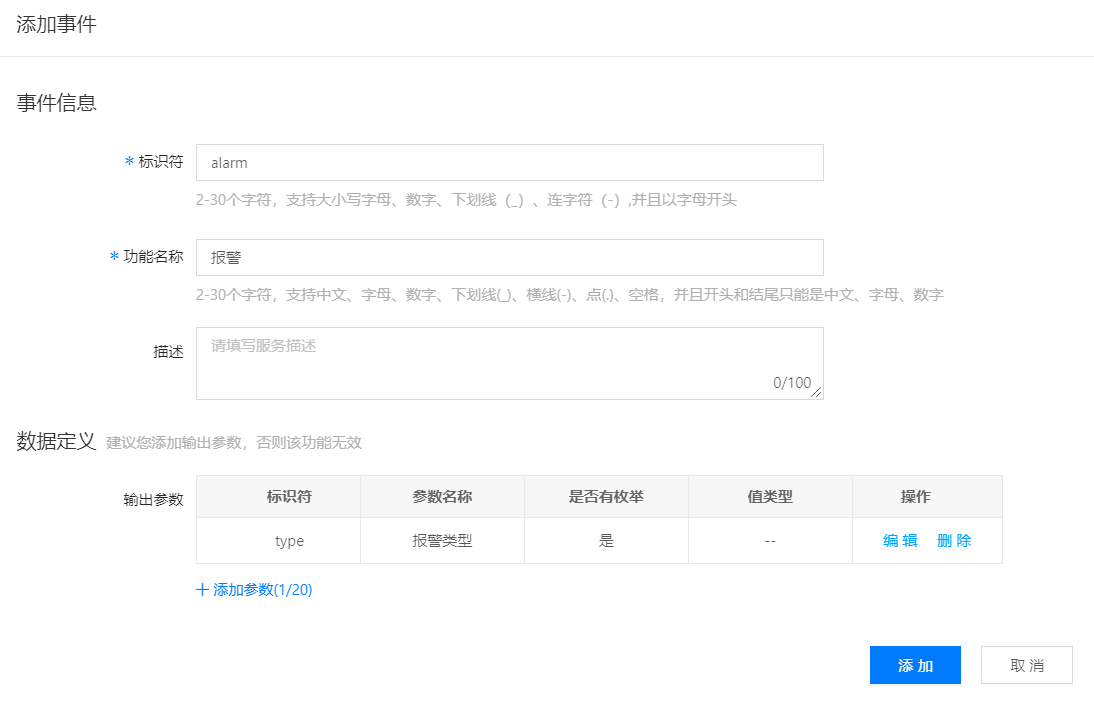 添加事件
事件信息
* 标识符 alarm
2-30个字符，支持大小写字母、数字、下划线（_）、连字符（-）,并且以字母开头
* 功能名称 报警
2-30个字符，支持中文、字母、数字、下划线(_)、横线(-)、点(.)、空格，并且开头和结尾只能是中文、字母、数字
描述 请填写服务描述
0/100
数据定义 建议您添加输出参数，否则该功能无效
输出参数 标识符 参数名称 是否有枚举 值类型 操作
type 报警类型 是 -- 编辑 删除
+ 添加参数(1/20)
添加 取消